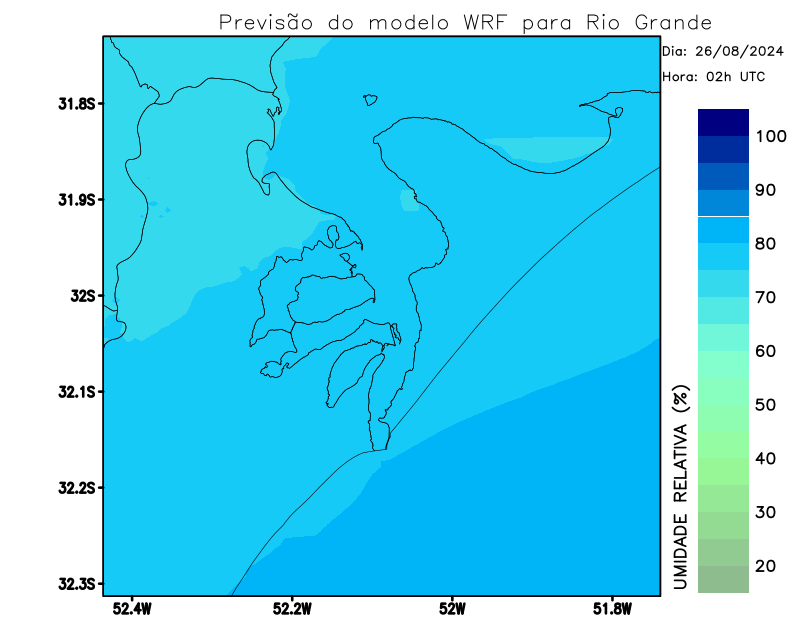 Previsão do modelo WRF para Rio Grande
Dia: 26/08/2024
Hora: 02h UTC
31.8S
31.9S
32S
32.1S
32.2S
32.3S
52.4W
52.2W
52W
51.8W
100
90
80
70
60
50
40
30
20
UMIDADE RELATIVA (%)